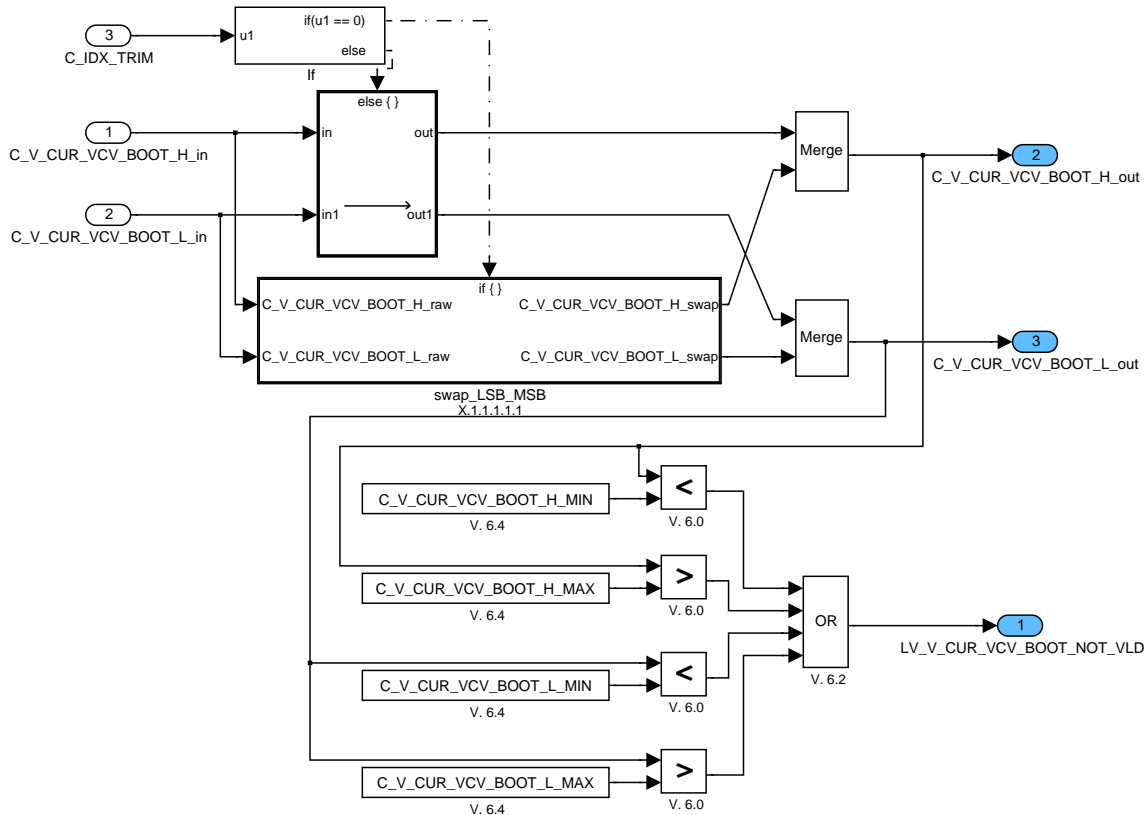 3
C_IDX_TRIM
u1
if(u1 == 0)
else
If
1
C_V_CUR_VCV_BOOT_H_in
2
C_V_CUR_VCV_BOOT_L_in
else { }
in
out
in1
out1
Merge
2
C_V_CUR_VCV_BOOT_H_out
if { }
C_V_CUR_VCV_BOOT_H_raw
C_V_CUR_VCV_BOOT_H_swap
C_V_CUR_VCV_BOOT_L_raw
C_V_CUR_VCV_BOOT_L_swap
swap_LSB_MSB
X.1.1.1.1.1
Merge
3
C_V_CUR_VCV_BOOT_L_out
C_V_CUR_VCV_BOOT_H_MIN
V. 6.4
<
V. 6.0
C_V_CUR_VCV_BOOT_H_MAX
V. 6.4
>
V. 6.0
C_V_CUR_VCV_BOOT_L_MIN
V. 6.4
<
V. 6.0
C_V_CUR_VCV_BOOT_L_MAX
V. 6.4
>
V. 6.0
OR
V. 6.2
1
LV_V_CUR_VCV_BOOT_NOT_VLD